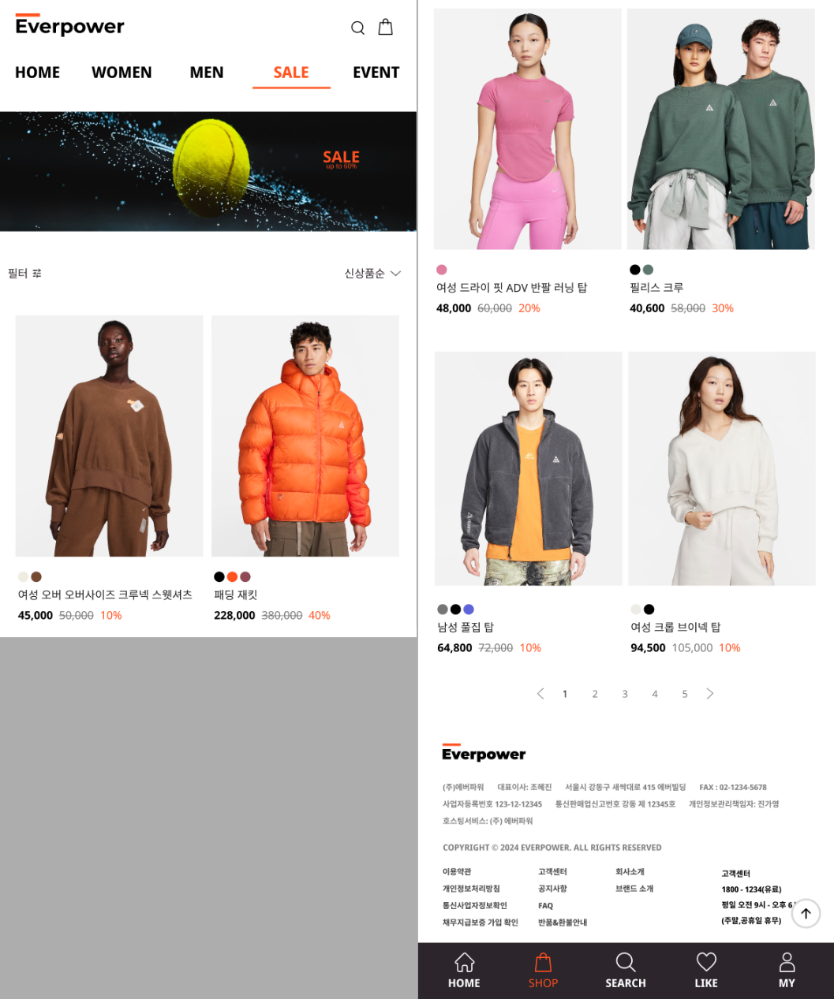 Everpower
HOME WOMEN MEN SALE EVENT
SALE
up to 60%
필터
신상품순
여성 오버 오버사이즈 크루넥 스웻셔츠
45,000 50,000 10%
패딩 재킷
228,000 380,000 40%
여성 드라이 핏 ADV 반팔 러닝 탑
48,000 60,000 20%
필리스 크루
40,600 58,000 30%
남성 풀집 탑
64,800 72,000 10%
여성 크롭 브이넥 탑
94,500 105,000 10%
1 2 3 4 5
Everpower
(주)에버파워 대표이사: 조혜진 서울시 강동구 새싹대로 415 에버빌딩 FAX : 02-1234-5678
사업자등록번호 123-12-12345 통신판매업신고번호 강동 제 12345호 개인정보관리책임자: 진가영
호스팅서비스: (주) 에버파워
COPYRIGHT © 2024 EVERPOWER. ALL RIGHTS RESERVED
이용약관
개인정보처리방침
통신사업자정보확인
채무지급보증 가입 확인
고객센터
공지사항
FAQ
반품&환불안내
회사소개
브랜드 소개
고객센터
1800 - 1234(유료)
평일 오전 9시 - 오후 6
(주말,공휴일 휴무)
HOME SHOP SEARCH LIKE MY